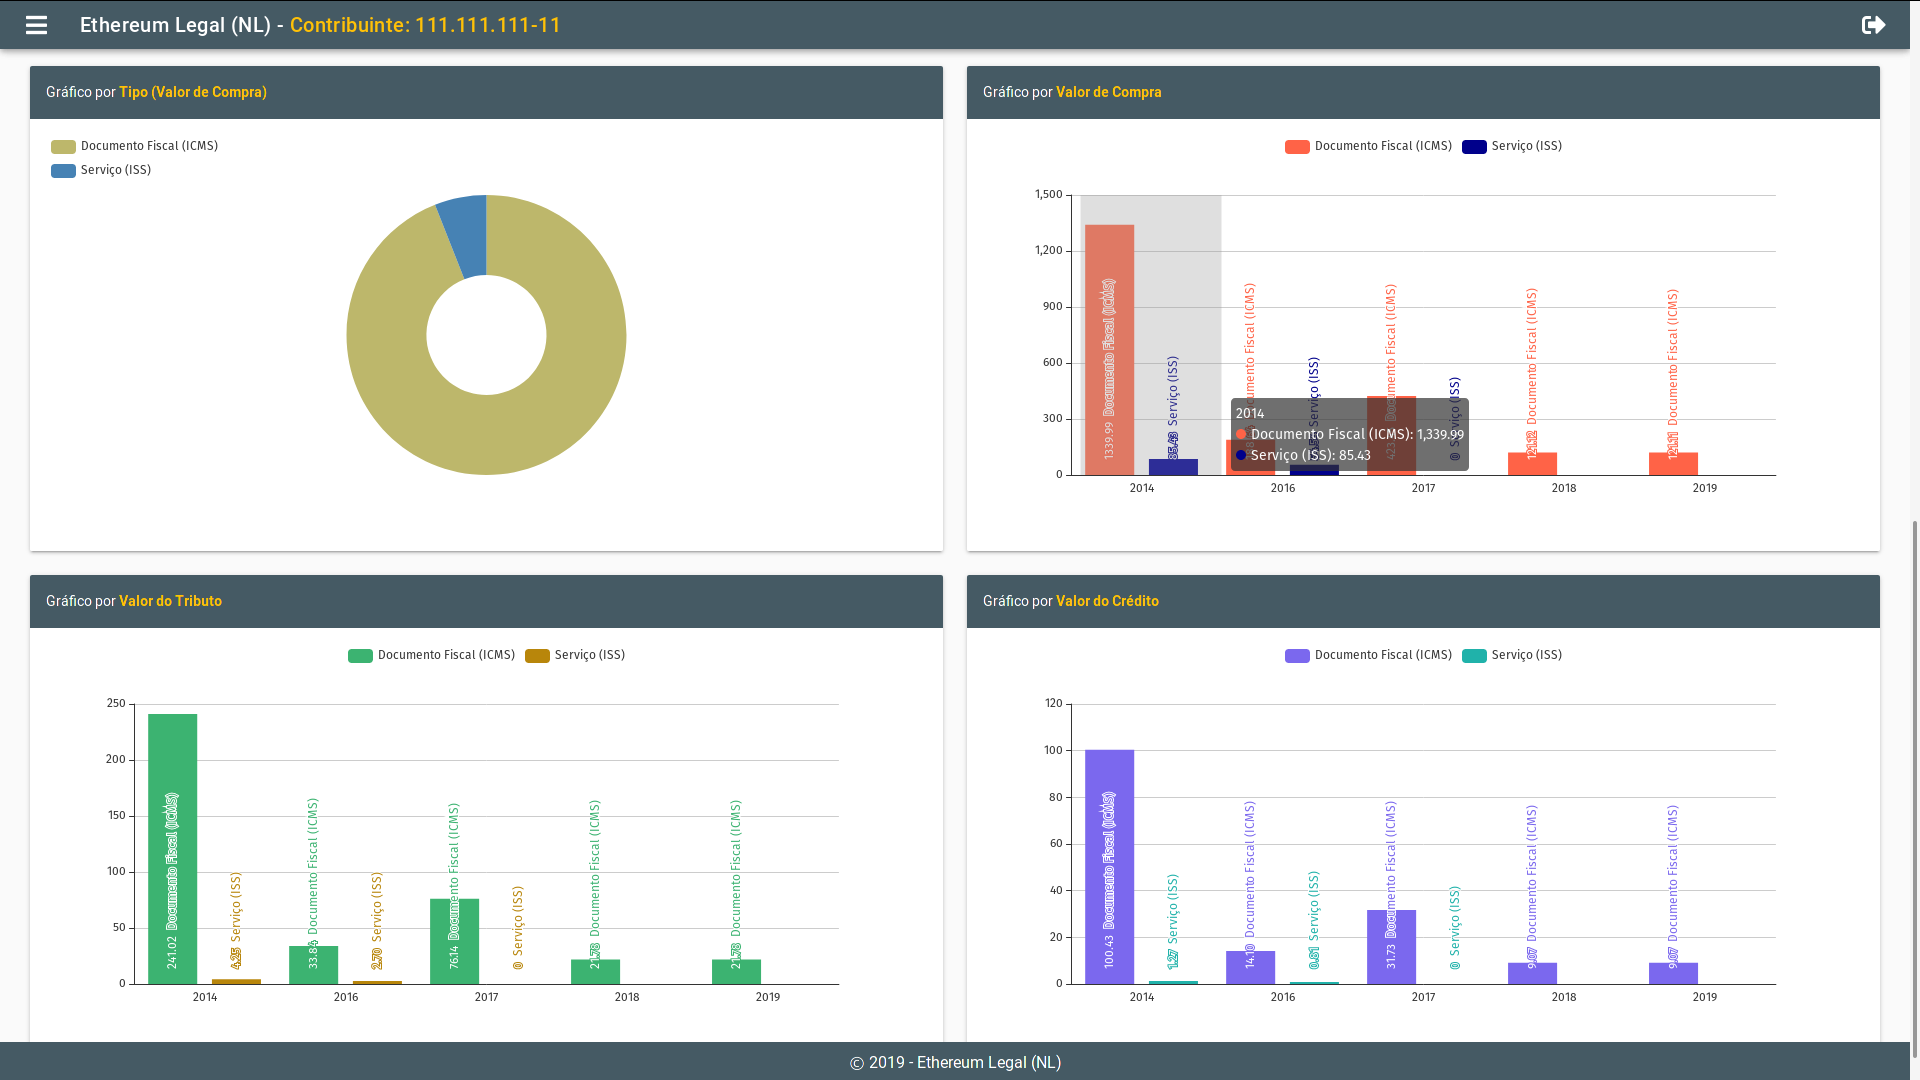 Ethereum Legal (NL) - Contribuinte: 111.111.111-11
Gráfico por Tipo (Valor de Compra)
Documento Fiscal (ICMS)
Serviço (ISS)
Gráfico por Valor de Compra
Documento Fiscal (ICMS) Serviço (ISS)
1,500
1,200
900
600
300
0
1339.99 Documento Fiscal (ICMS)
85.43 Serviço (ISS)
Documento Fiscal (ICMS)
Serviço (ISS)
Documento Fiscal (ICMS)
0 Serviço (ISS)
121.12 Documento Fiscal (ICMS)
121.11 Documento Fiscal (ICMS)
2014
Documento Fiscal (ICMS): 1,339.99
Serviço (ISS): 85.43
2014 2016 2017 2018 2019
Gráfico por Valor do Tributo
Documento Fiscal (ICMS) Serviço (ISS)
250
200
150
100
50
0
241.02 Documento Fiscal (ICMS)
4.25 Serviço (ISS)
33.84 Documento Fiscal (ICMS)
2.70 Serviço (ISS)
76.14 Documento Fiscal (ICMS)
0 Serviço (ISS)
21.78 Documento Fiscal (ICMS)
21.78 Documento Fiscal (ICMS)
2014 2016 2017 2018 2019
Gráfico por Valor do Crédito
Documento Fiscal (ICMS) Serviço (ISS)
120
100
80
60
40
20
0
100.43 Documento Fiscal (ICMS)
1.27 Serviço (ISS)
14.10 Documento Fiscal (ICMS)
0.81 Serviço (ISS)
31.73 Documento Fiscal (ICMS)
0 Serviço (ISS)
9.07 Documento Fiscal (ICMS)
9.07 Documento Fiscal (ICMS)
2014 2016 2017 2018 2019
© 2019 - Ethereum Legal (NL)